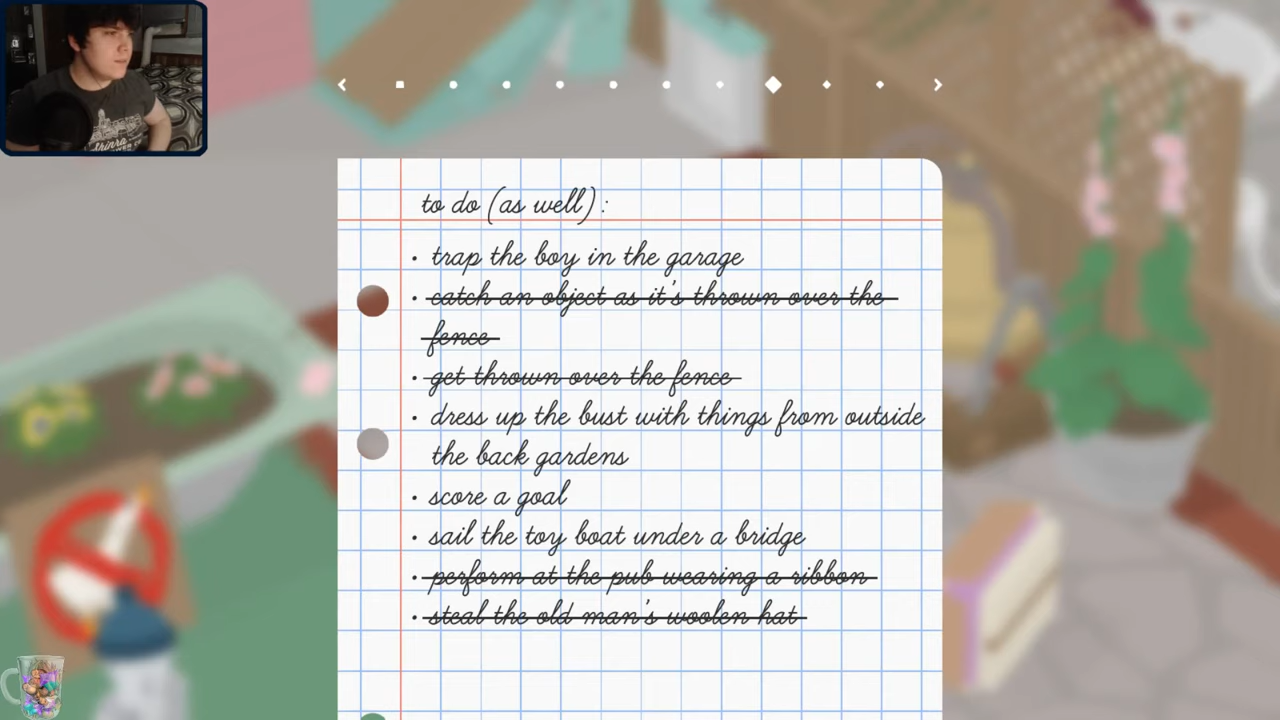 to do (as well):
• trap the boy in the garage
• catch an object as it's thrown over the
fence
• get thrown over the fence
• dress up the bust with things from outside
the back gardens
• score a goal
• sail the toy boat under a bridge
• perform at the pub wearing a ribbon
• steal the old man's woolen hat